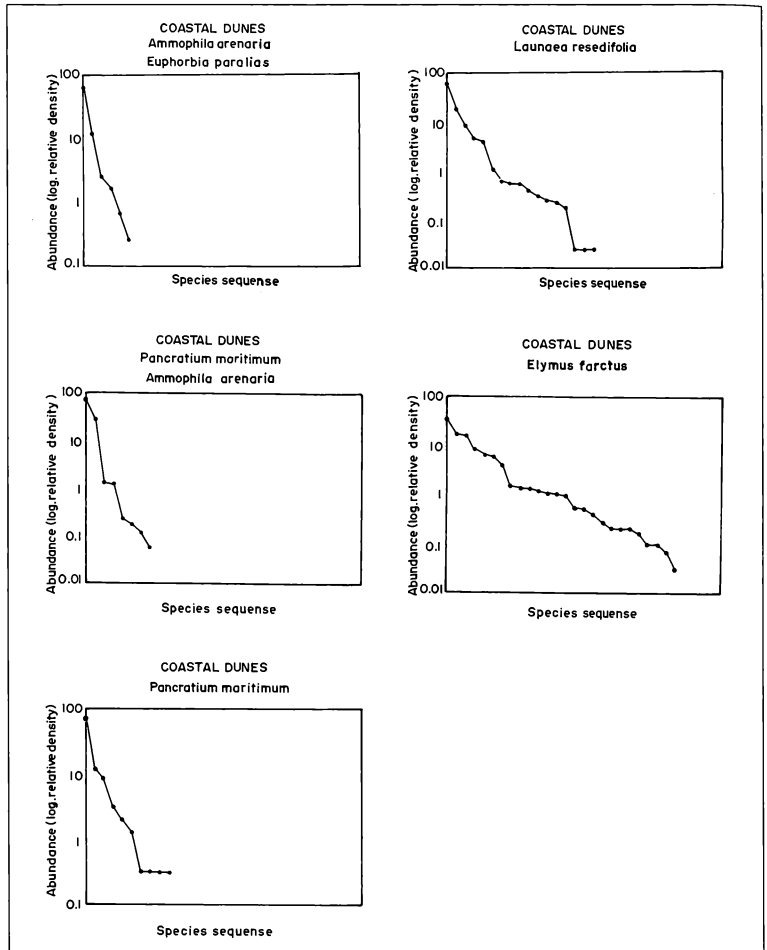 COASTAL DUNES
Ammophila arenaria
Euphorbia paralias
Abundance (log. relative density)
100
10
1
0.1
Species sequense
COASTAL DUNES
Launaea resedifolia
Abundance (log. relative density)
100
10
1
0.1
0.01
Species sequense
COASTAL DUNES
Pancratium moritimum
Ammophila arenaria
Abundance (log. relative density)
100
10
1
0.1
0.01
Species sequense
COASTAL DUNES
Elymus farctus
Abundance (log. relative density)
100
10
1
0.1
0.01
Species sequense
COASTAL DUNES
Pancratium maritimum
Abundance (log. relative density)
100
10
1
0.1
Species sequense